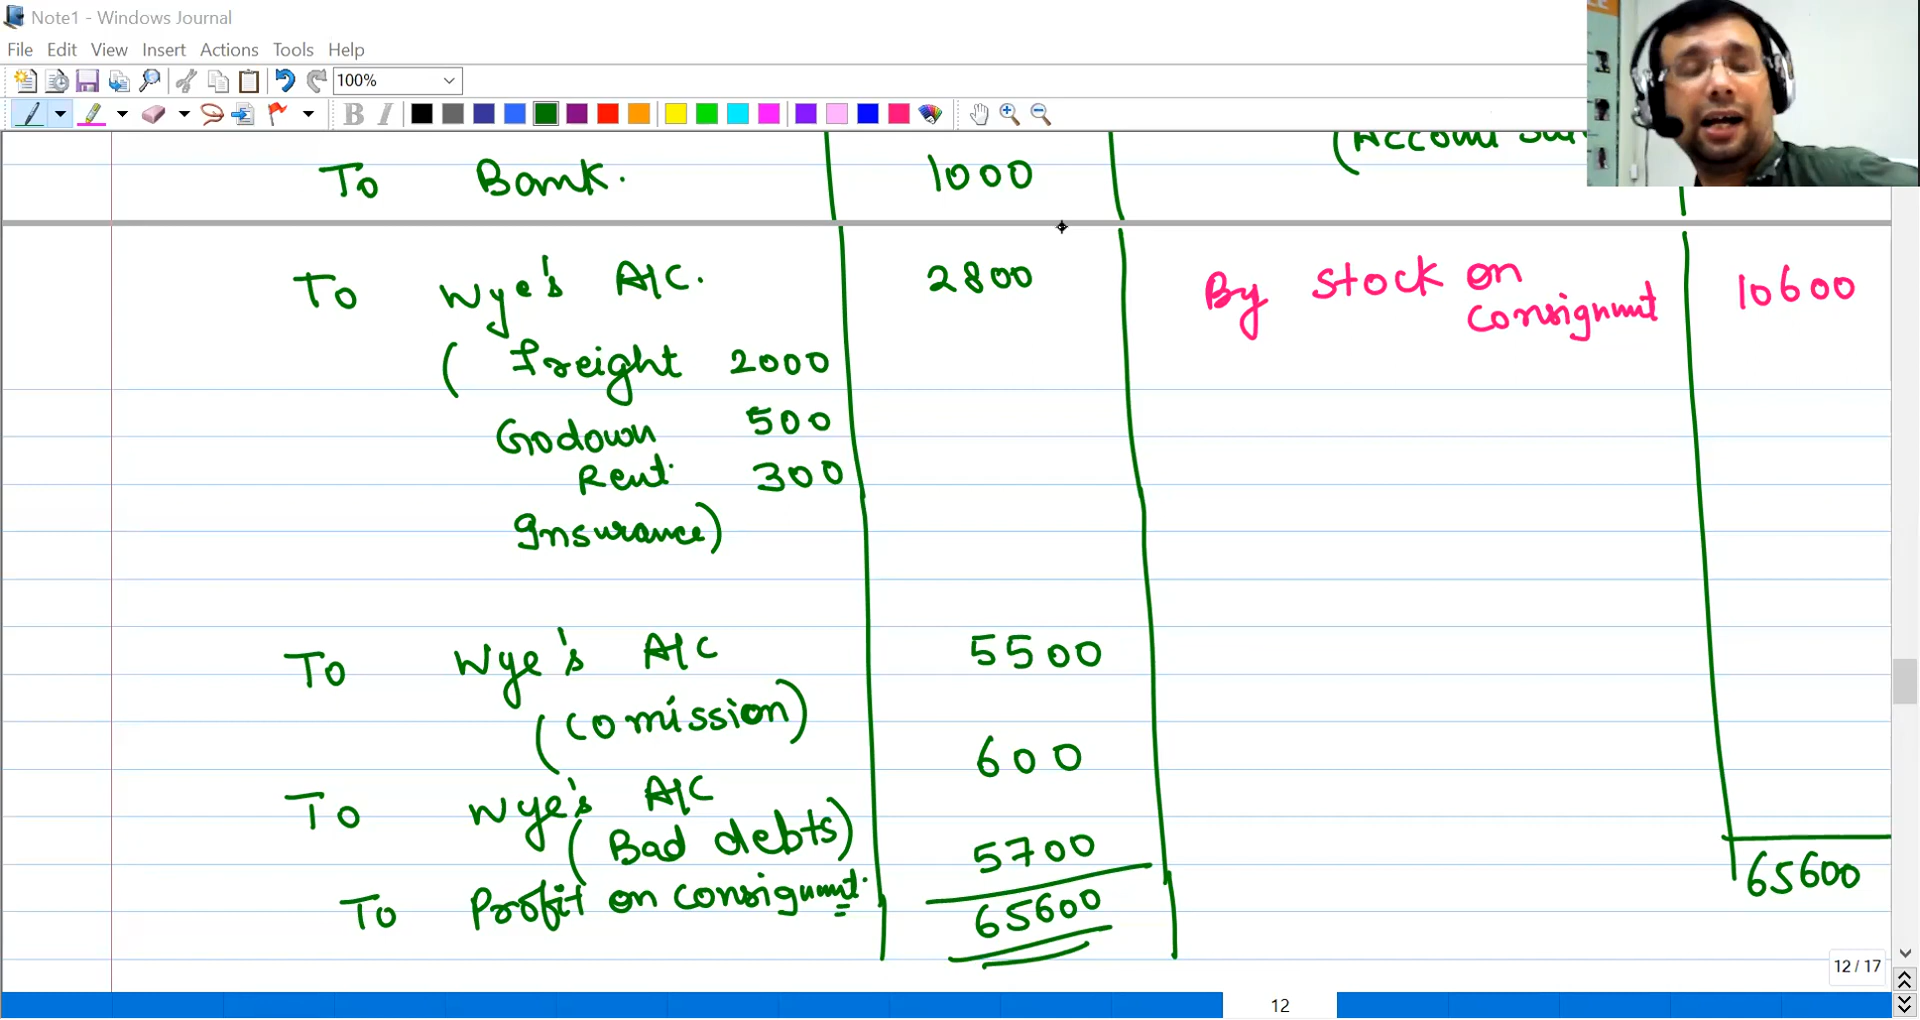 Note1 - Windows Journal
File Edit View Insert Actions Tools Help
100%
B I
To Bank. 1000
To Wye's A/C. 2800 By Stock on consignmt 10600
( Freight 2000
Godown 500
Rent 300
Insurance)
To Wye's A/C 5500
(Comission)
To Wye's A/C 600
(Bad debts)
To Profit on consignmt. 5700
65600 65600
12 / 17
12